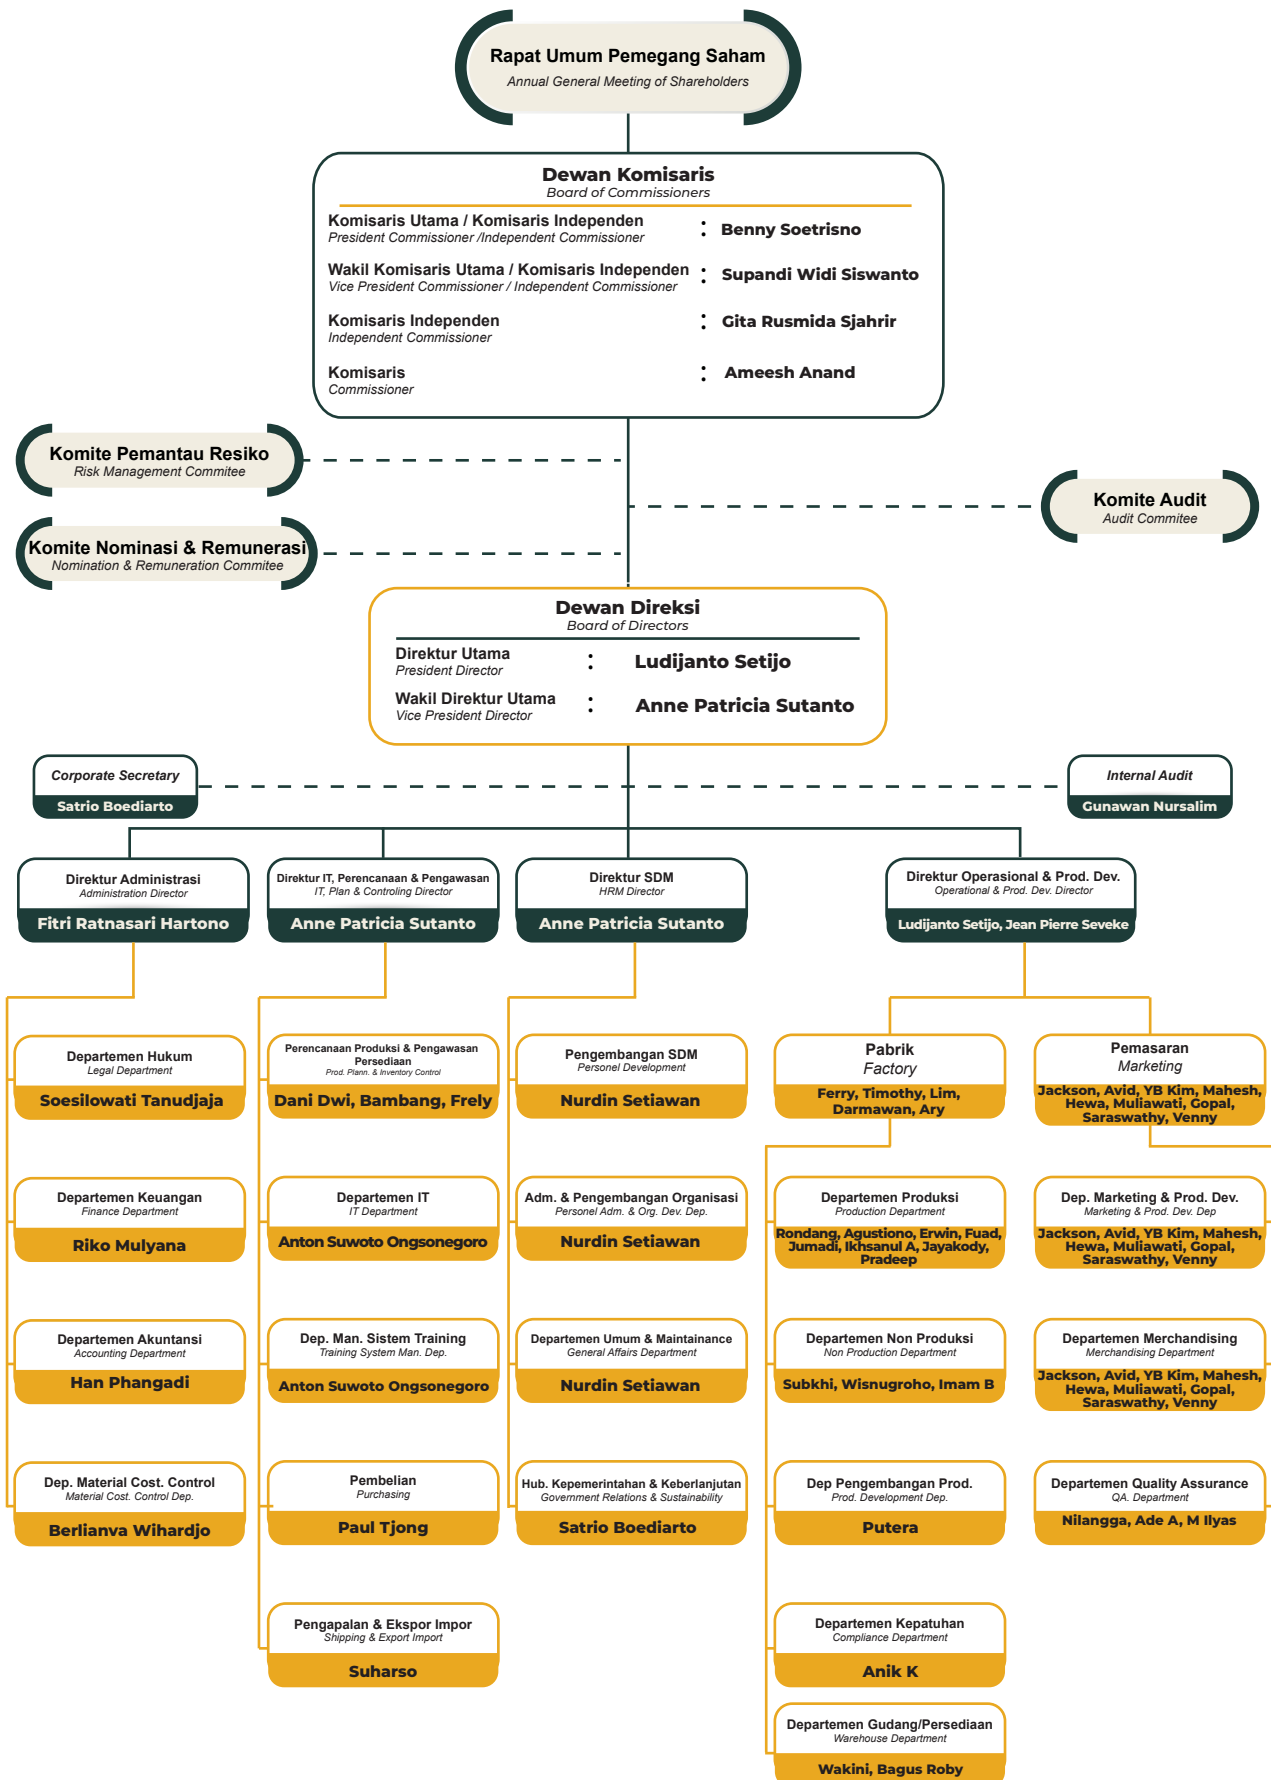 Rapat Umum Pemegang Saham
Annual General Meeting of Shareholders
Dewan Komisaris
Board of Commissioners
Komisaris Utama / Komisaris Independen : Benny Soetrisno
President Commissioner /Independent Commissioner
Wakil Komisaris Utama / Komisaris Independen : Supandi Widi Siswanto
Vice President Commissioner / Independent Commissioner
Komisaris Independen : Gita Rusmida Sjahrir
Independent Commissioner
Komisaris : Ameesh Anand
Commissioner
Komite Pemantau Resiko
Risk Management Commitee
Komite Audit
Audit Commitee
Komite Nominasi & Remunerasi
Nomination & Remuneration Commitee
Dewan Direksi
Board of Directors
Direktur Utama : Ludijanto Setijo
President Director
Wakil Direktur Utama : Anne Patricia Sutanto
Vice President Director
Corporate Secretary
Satrio Boediarto
Internal Audit
Gunawan Nursalim
Direktur Administrasi
Administration Director
Fitri Ratnasari Hartono
Direktur IT, Perencanaan & Pengawasan
IT, Plan & Controling Director
Anne Patricia Sutanto
Direktur SDM
HRM Director
Anne Patricia Sutanto
Direktur Operasional & Prod. Dev.
Operational & Prod. Dev. Director
Ludijanto Setijo, Jean Pierre Seveke
Departemen Hukum
Legal Department
Soesilowati Tanudjaja
Perencanaan Produksi & Pengawasan
Persediaan
Prod. Plann. & Inventory Control
Dani Dwi, Bambang, Frely
Pengembangan SDM
Personel Development
Nurdin Setiawan
Pabrik
Factory
Ferry, Timothy, Lim,
Darmawan, Ary
Pemasaran
Marketing
Jackson, Avid, YB Kim, Mahesh,
Hewa, Muliawati, Gopal,
Saraswathy, Venny
Departemen Keuangan
Finance Department
Riko Mulyana
Departemen IT
IT Department
Anton Suwoto Ongsonegoro
Adm. & Pengembangan Organisasi
Personel Adm. & Org. Dev. Dep.
Nurdin Setiawan
Departemen Produksi
Production Department
Rondang, Agustiono, Erwin, Fuad,
Jumadi, Ikhsanul A, Jayakody,
Pradeep
Dep. Marketing & Prod. Dev.
Marketing & Prod. Dev. Dep
Jackson, Avid, YB Kim, Mahesh,
Hewa, Muliawati, Gopal,
Saraswathy, Venny
Departemen Akuntansi
Accounting Department
Han Phangadi
Dep. Man. Sistem Training
Training System Man. Dep.
Anton Suwoto Ongsonegoro
Departemen Umum & Maintainance
General Affairs Department
Nurdin Setiawan
Departemen Non Produksi
Non Production Department
Subkhi, Wisnugroho, Imam B
Departemen Merchandising
Merchandising Department
Jackson, Avid, YB Kim, Mahesh,
Hewa, Muliawati, Gopal,
Saraswathy, Venny
Dep. Material Cost. Control
Material Cost. Control Dep.
Berlianva Wihardjo
Pembelian
Purchasing
Paul Tjong
Hub. Kepemerintahan & Keberlanjutan
Government Relations & Sustainability
Satrio Boediarto
Dep Pengembangan Prod.
Prod. Development Dep.
Putera
Departemen Quality Assurance
QA. Department
Nilangga, Ade A, M Ilyas
Pengapalan & Ekspor Impor
Shipping & Export Import
Suharso
Departemen Kepatuhan
Compliance Department
Anik K
Departemen Gudang/Persediaan
Warehouse Department
Wakini, Bagus Roby